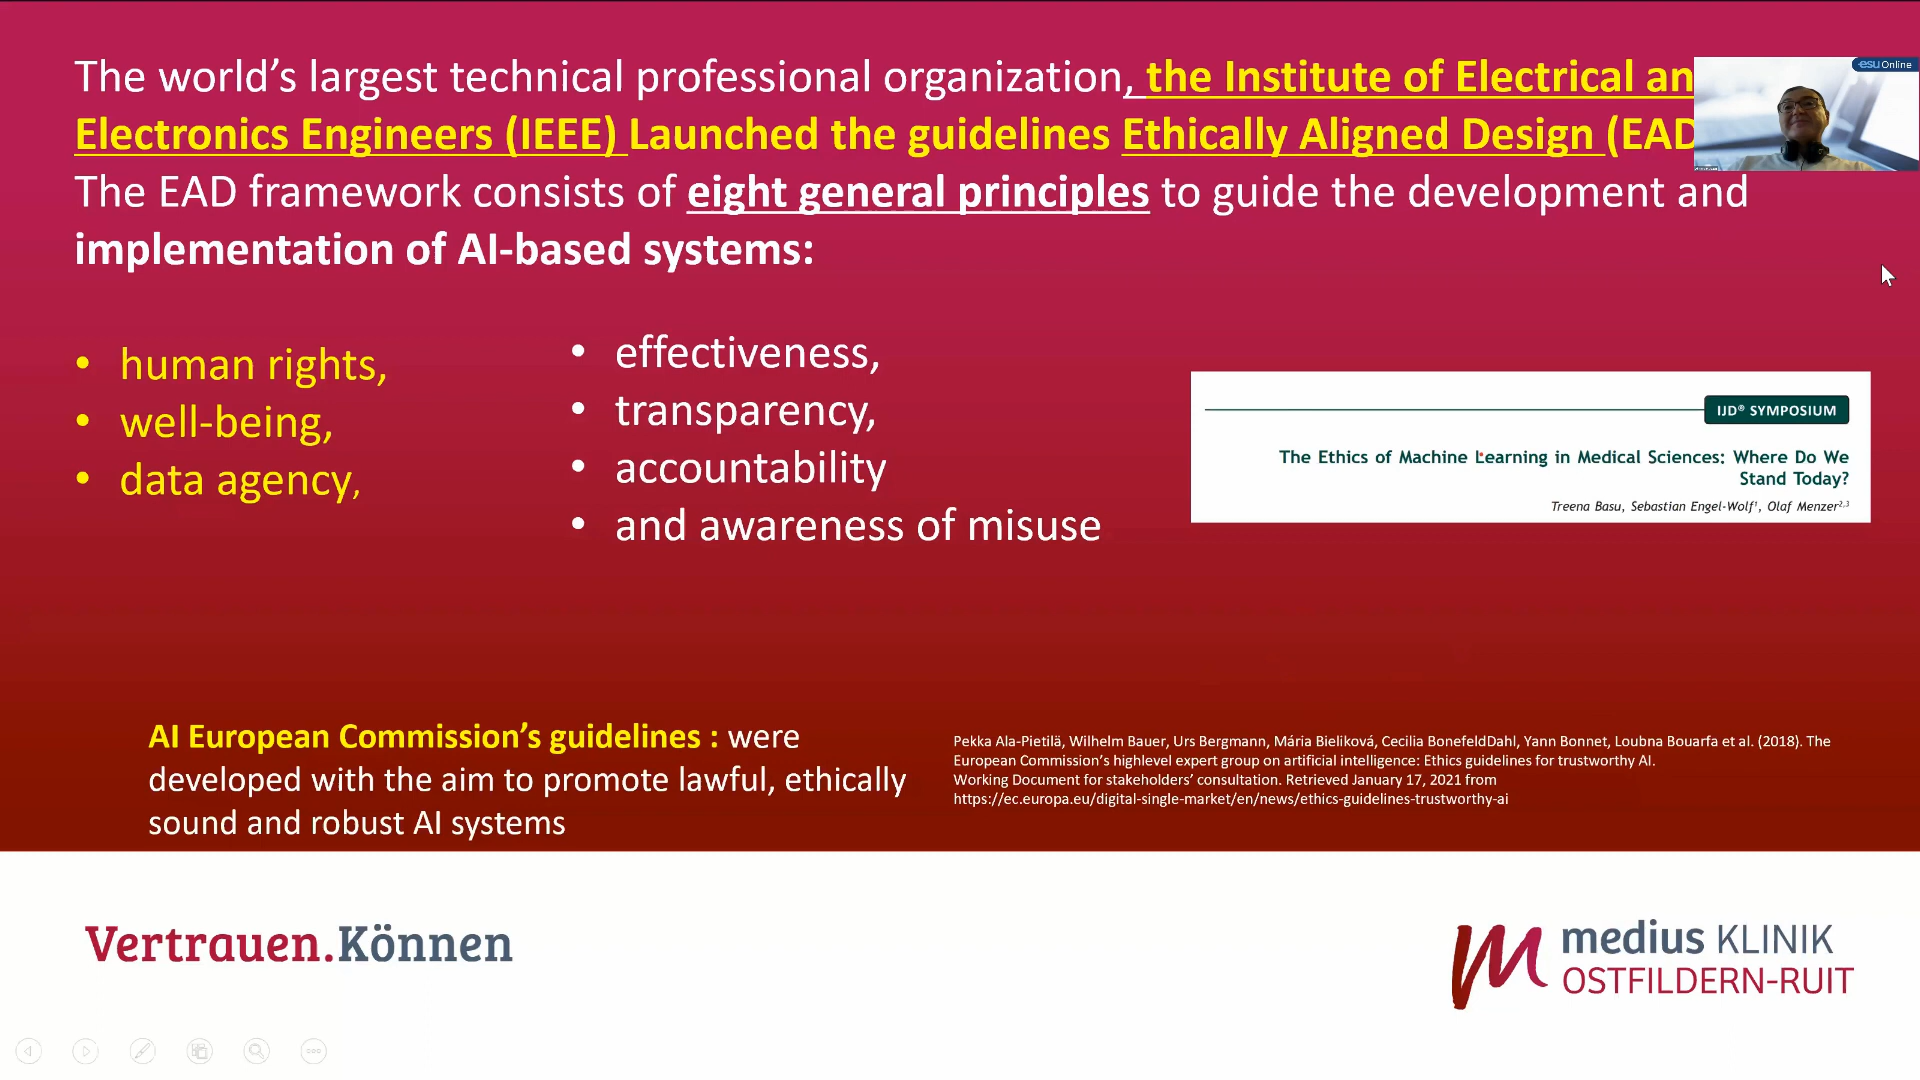 The world’s largest technical professional organization, the Institute of Electrical an
Electronics Engineers (IEEE) Launched the guidelines Ethically Aligned Design (EAD
The EAD framework consists of eight general principles to guide the development and
implementation of AI-based systems:
• human rights,
• well-being,
• data agency,
• effectiveness,
• transparency,
• accountability
• and awareness of misuse
esu Online
IJD® SYMPOSIUM
The Ethics of Machine Learning in Medical Sciences: Where Do We
Stand Today?
Treena Basu, Sebastian Engel-Wolf¹, Olaf Menzer²,³
AI European Commission’s guidelines : were
developed with the aim to promote lawful, ethically
sound and robust AI systems
Pekka Ala-Pietilä, Wilhelm Bauer, Urs Bergmann, Mária Bieliková, Cecilia BonefeldDahl, Yann Bonnet, Loubna Bouarfa et al. (2018). The
European Commission’s highlevel expert group on artificial intelligence: Ethics guidelines for trustworthy AI.
Working Document for stakeholders’ consultation. Retrieved January 17, 2021 from
https://ec.europa.eu/digital-single-market/en/news/ethics-guidelines-trustworthy-ai
Vertrauen.Können
medius KLINIK
OSTFILDERN-RUIT